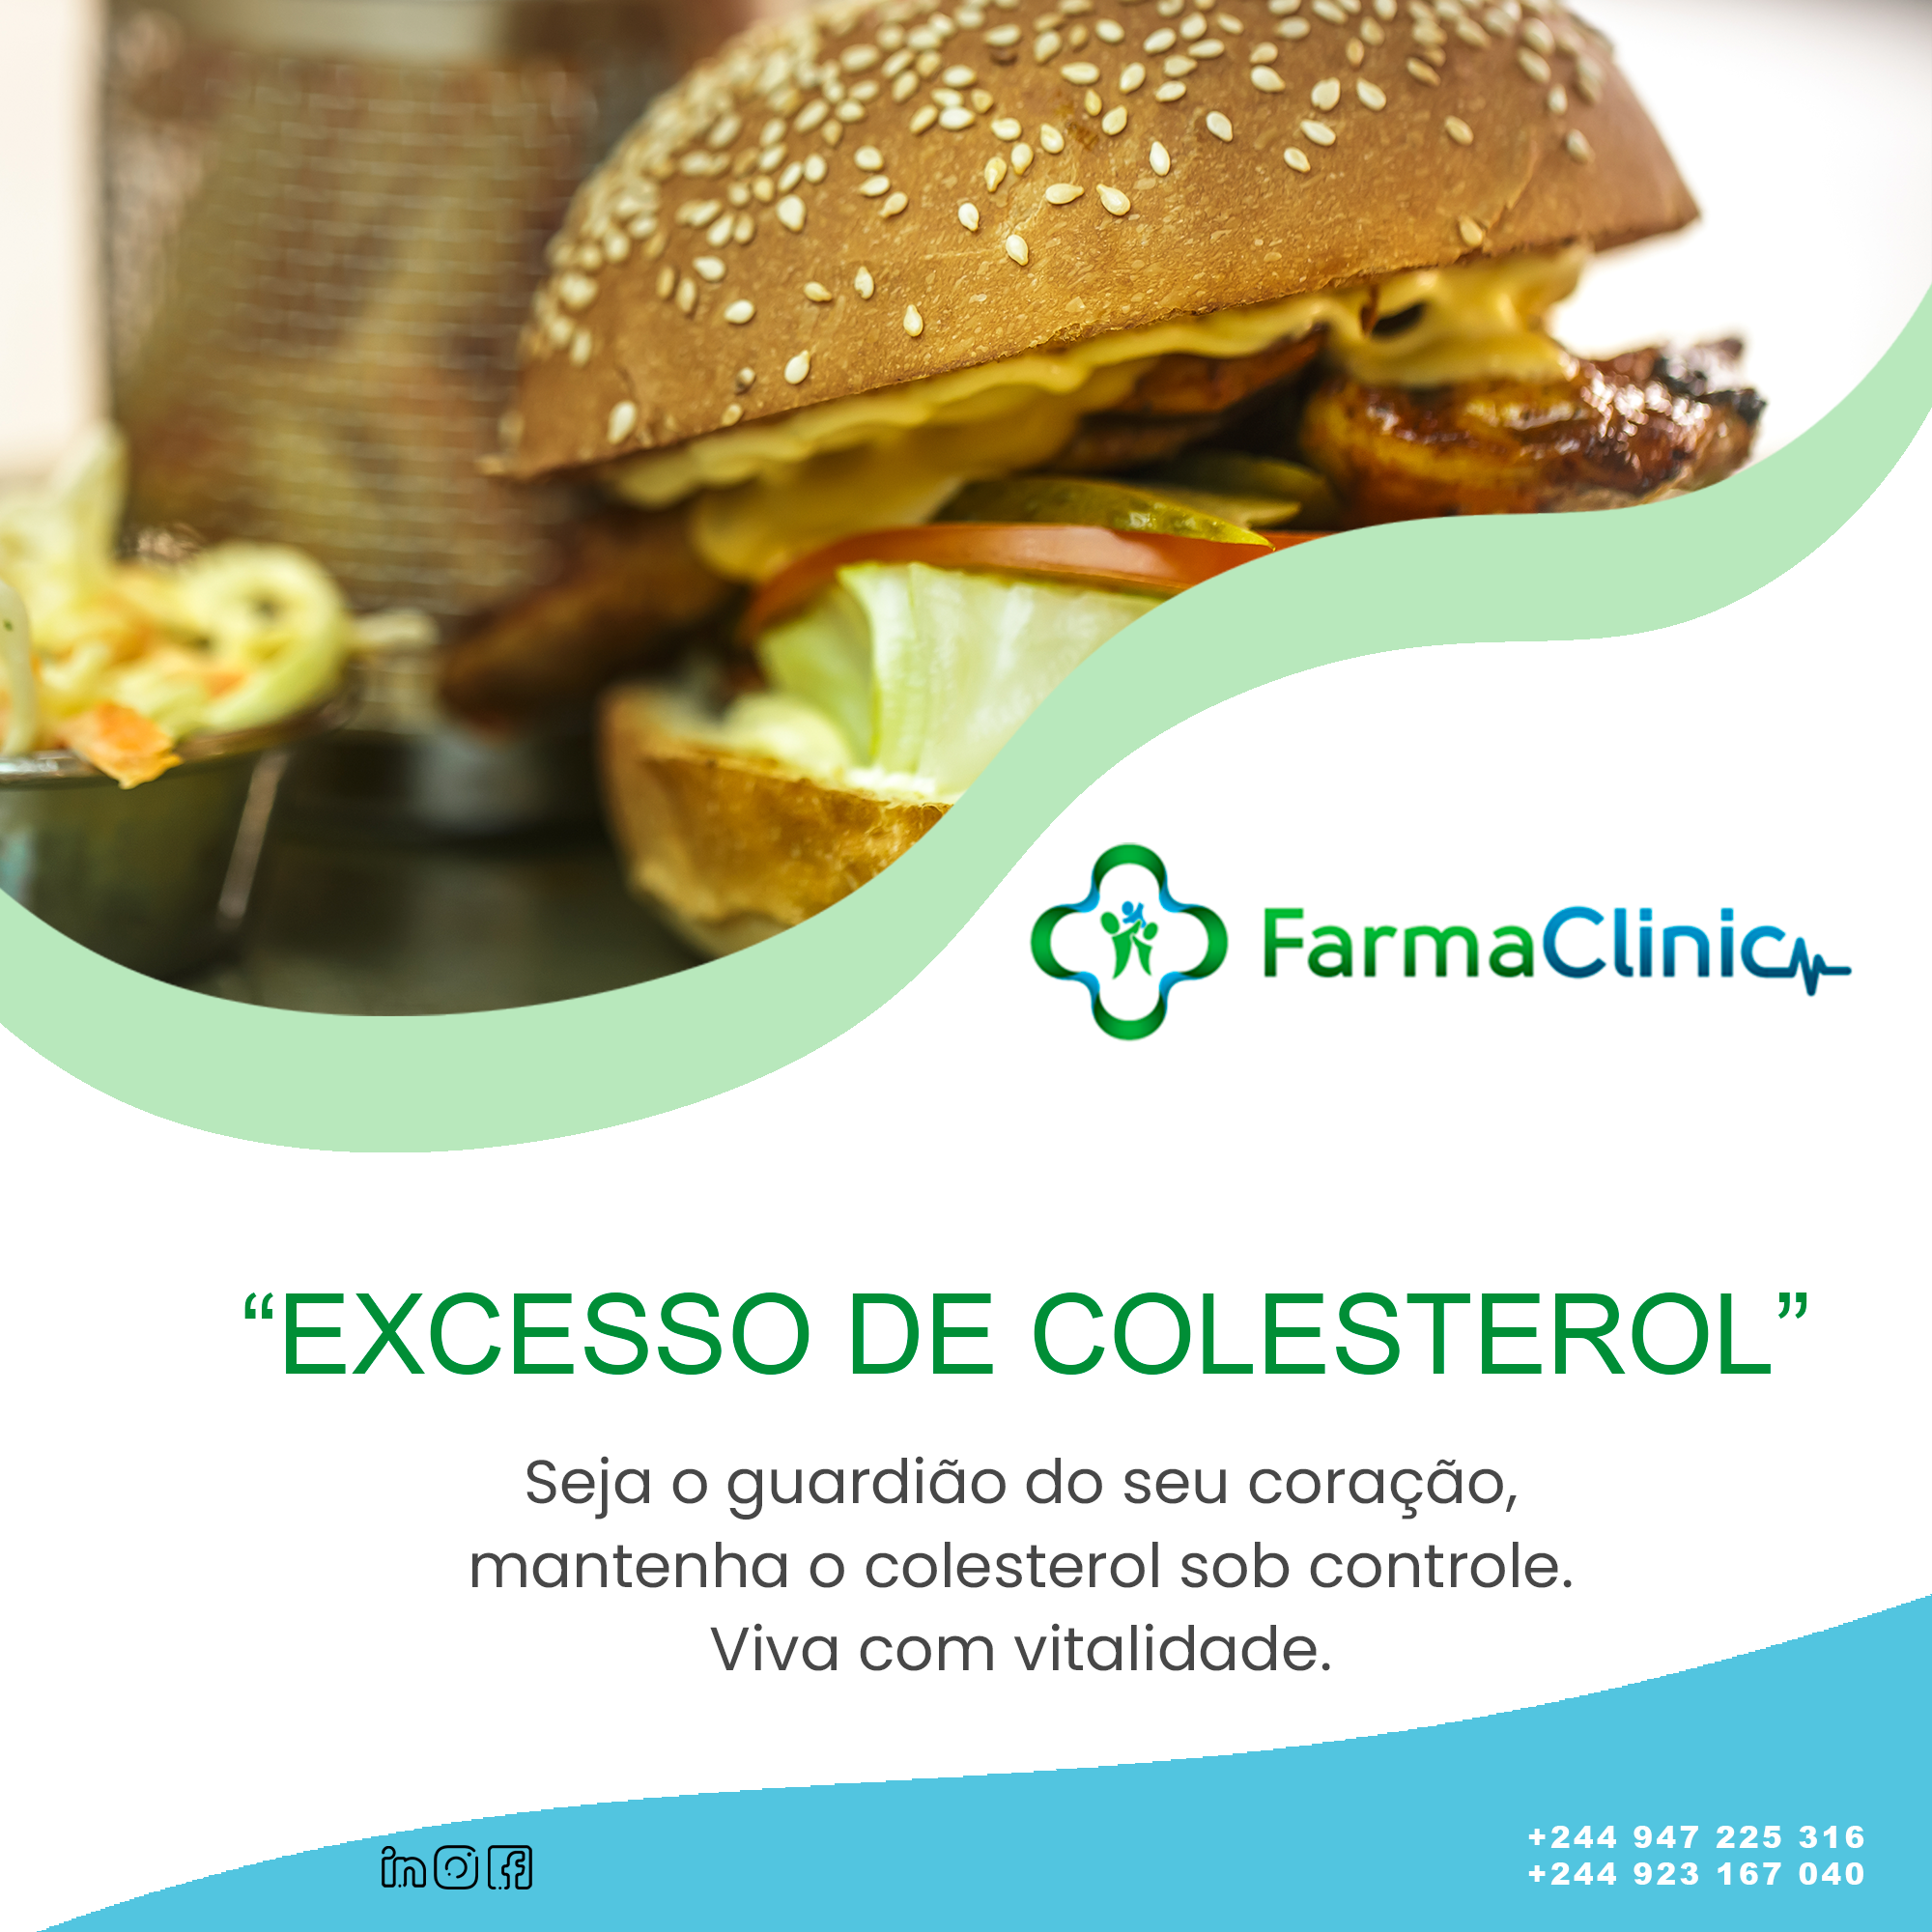 FarmaClinic
“EXCESSO DE COLESTEROL”
Seja o guardião do seu coração,
mantenha o colesterol sob controle.
Viva com vitalidade.
+244 947 225 316
+244 923 167 040